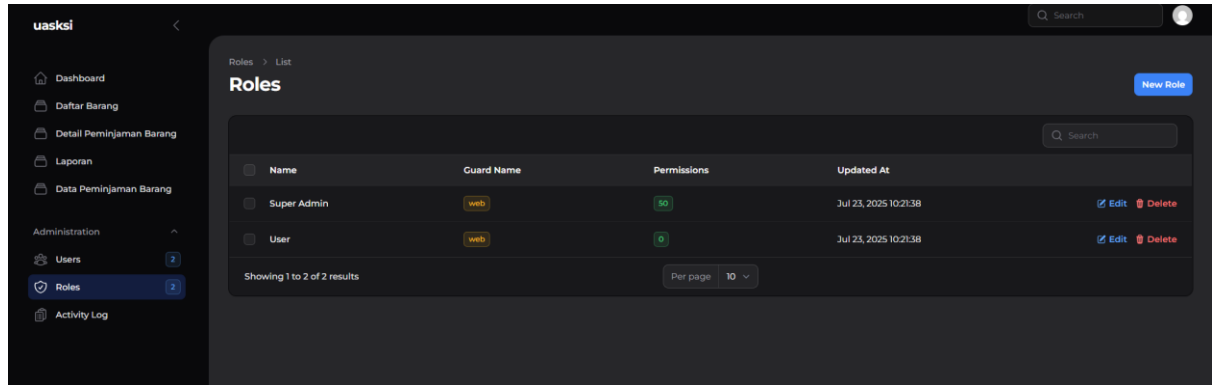 uasksi
Search
Dashboard
Daftar Barang
Detail Peminjaman Barang
Laporan
Data Peminjaman Barang
Administration
Users 2
Roles 2
Activity Log
Roles > List
Roles
New Role
Search
Name Guard Name Permissions Updated At
Super Admin web 50 Jul 23, 2025 10:21:38 Edit Delete
User web 0 Jul 23, 2025 10:21:38 Edit Delete
Showing 1 to 2 of 2 results Per page 10